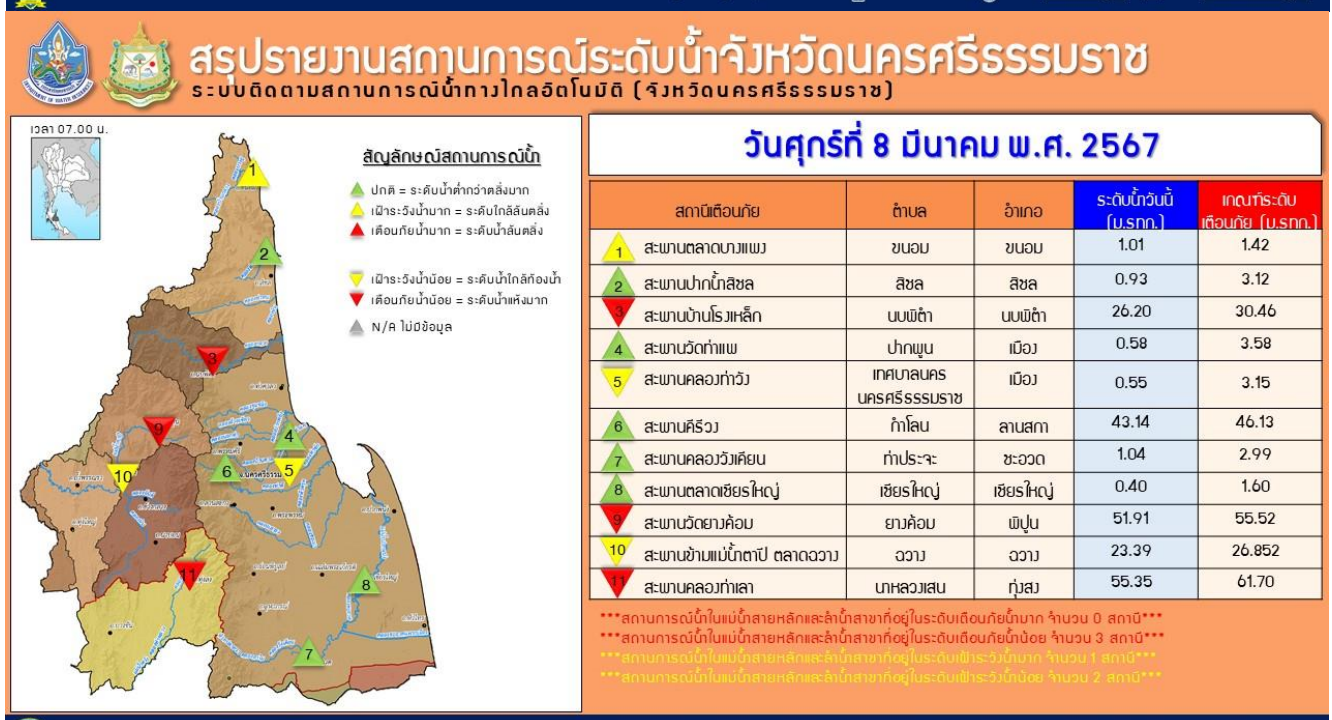 สรุปรายงานสถานการณ์ระดับน้ำจังหวัดนครศรีธรรมราช
ระบบติดตามสถานการณ์น้ำทางไกลอัตโนมัติ (จังหวัดนครศรีธรรมราช)
เวลา 07.00 น.
สัญลักษณ์สถานการณ์น้ำ
ปกติ = ระดับน้ำต่ำกว่าตลิ่งมาก
เฝ้าระวังน้ำมาก = ระดับใกล้ล้นตลิ่ง
เตือนภัยน้ำมาก = ระดับน้ำล้นตลิ่ง
เฝ้าระวังน้ำน้อย = ระดับน้ำใกล้ท้องน้ำ
เตือนภัยน้ำน้อย = ระดับน้ำแห้งมาก
N/A ไม่มีข้อมูล
1
2
3
9
4
10
6
5
11
8
7
วันศุกร์ที่ 8 มีนาคม พ.ศ. 2567
สถานีเตือนภัย ตำบล อำเภอ ระดับน้ำวันนี้ (ม.รทก.) เกณฑ์ระดับเตือนภัย (ม.รทก.)
1 สะพานตลาดบางแพง ขนอม ขนอม 1.01 1.42
2 สะพานปากน้ำสิชล สิชล สิชล 0.93 3.12
3 สะพานบ้านโรงเหล็ก นบพิตำ นบพิตำ 26.20 30.46
4 สะพานวัดท่าแพ ปากพูน เมือง 0.58 3.58
5 สะพานคลองท่าวัง เทศบาลนครนครศรีธรรมราช เมือง 0.55 3.15
6 สะพานคีรีวง กำโลน ลานสกา 43.14 46.13
7 สะพานคลองวังเคียน ท่าประจะ ชะอวด 1.04 2.99
8 สะพานตลาดเชียรใหญ่ เชียรใหญ่ เชียรใหญ่ 0.40 1.60
9 สะพานวัดยางค้อม ยางค้อม พิปูน 51.91 55.52
10 สะพานข้ามแม่น้ำตาปี ตลาดฉวาง ฉวาง ฉวาง 23.39 26.852
11 สะพานคลองท่าเลา นาหลวงเสน ทุ่งสง 55.35 61.70
***สถานการณ์น้ำในแม่น้ำสายหลักและลำน้ำสาขาที่อยู่ในระดับเตือนภัยน้ำมาก จำนวน 0 สถานี***
***สถานการณ์น้ำในแม่น้ำสายหลักและลำน้ำสาขาที่อยู่ในระดับเตือนภัยน้ำน้อย จำนวน 3 สถานี***
***สถานการณ์น้ำในแม่น้ำสายหลักและลำน้ำสาขาที่อยู่ในระดับเฝ้าระวังน้ำมาก จำนวน 1 สถานี***
***สถานการณ์น้ำในแม่น้ำสายหลักและลำน้ำสาขาที่อยู่ในระดับเฝ้าระวังน้ำน้อย จำนวน 2 สถานี***